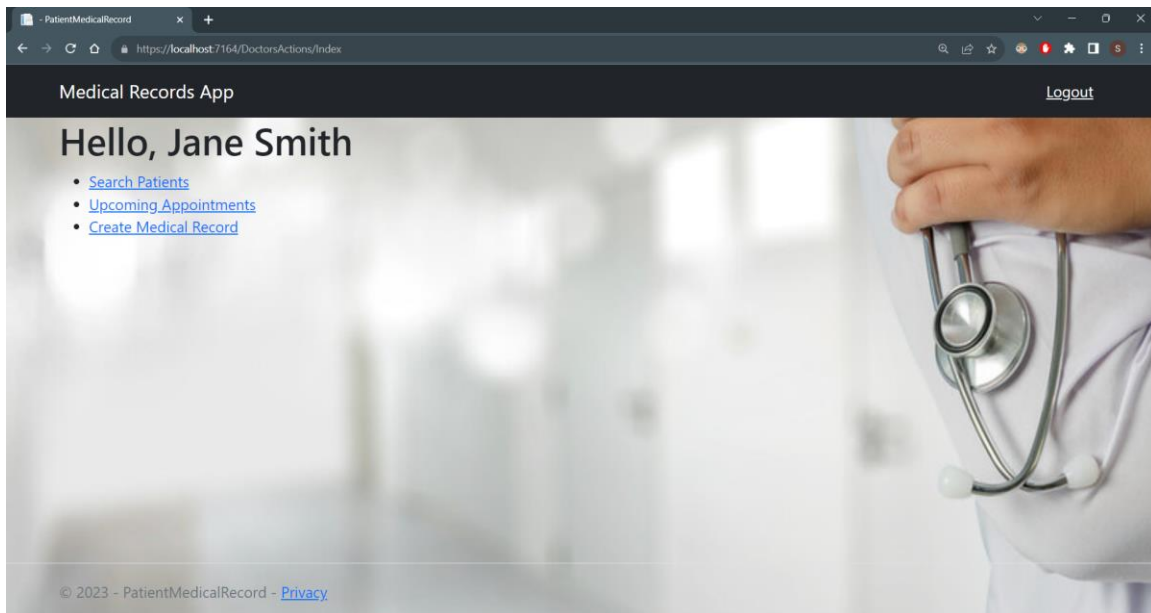 - PatientMedicalRecord
https://localhost:7164/DoctorsActions/Index
S
Medical Records App
Logout
Hello, Jane Smith
Search Patients
Upcoming Appointments
Create Medical Record
© 2023 - PatientMedicalRecord - Privacy